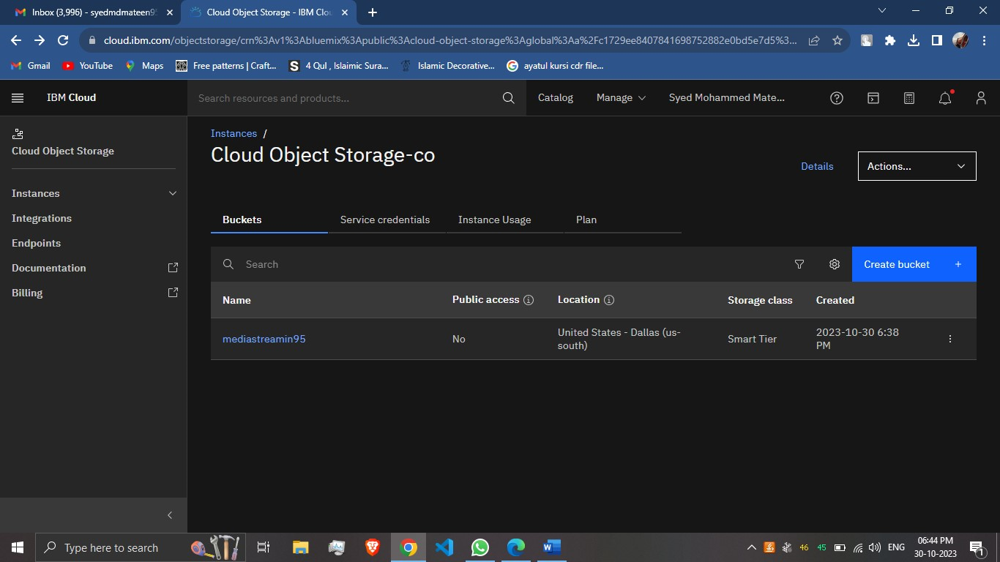 Inbox (3,996) - syedmdmateen95
Cloud Object Storage - IBM Clou
cloud.ibm.com/objectstorage/crn%3Av1%3Abluemix%3Apublic%3Acloud-object-storage%3Aglobal%3Aa%2Fc1729ee8407841698752882e0bd5e7d5%3...
Gmail
YouTube
Maps
Free patterns | Craft...
S
4 Qul , Islaimic Sura...
Islamic Decorative...
ayatul kursi cdr file...
IBM Cloud
Search resources and products...
Catalog
Manage
Syed Mohammed Mate...
Cloud Object Storage
Instances
Integrations
Endpoints
Documentation
Billing
Instances /
Cloud Object Storage-co
Details
Actions...
Buckets
Service credentials
Instance Usage
Plan
Search
Create bucket +
Name
Public access
Location
Storage class
Created
mediastreamin95
No
United States - Dallas (us-
south)
Smart Tier
2023-10-30 6:38
PM
Type here to search
46
45
ENG
06:44 PM
30-10-2023
1